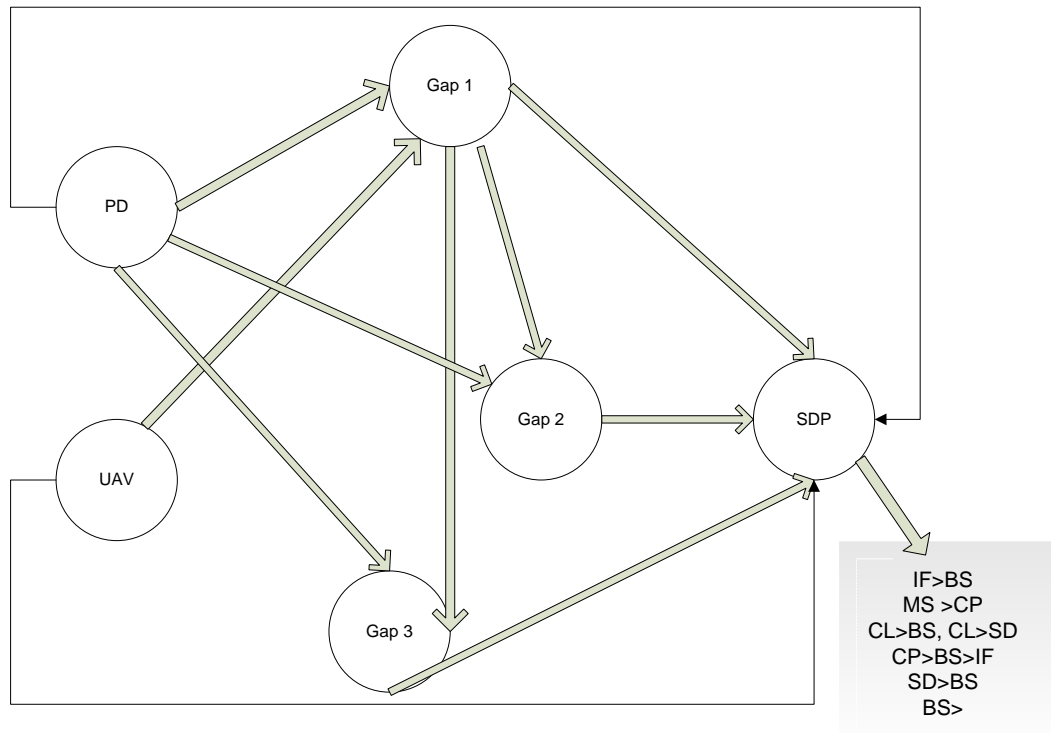 Gap 1
PD
Gap 2
SDP
UAV
Gap 3
IF>BS
MS >CP
CL>BS, CL>SD
CP>BS>IF
SD>BS
BS>